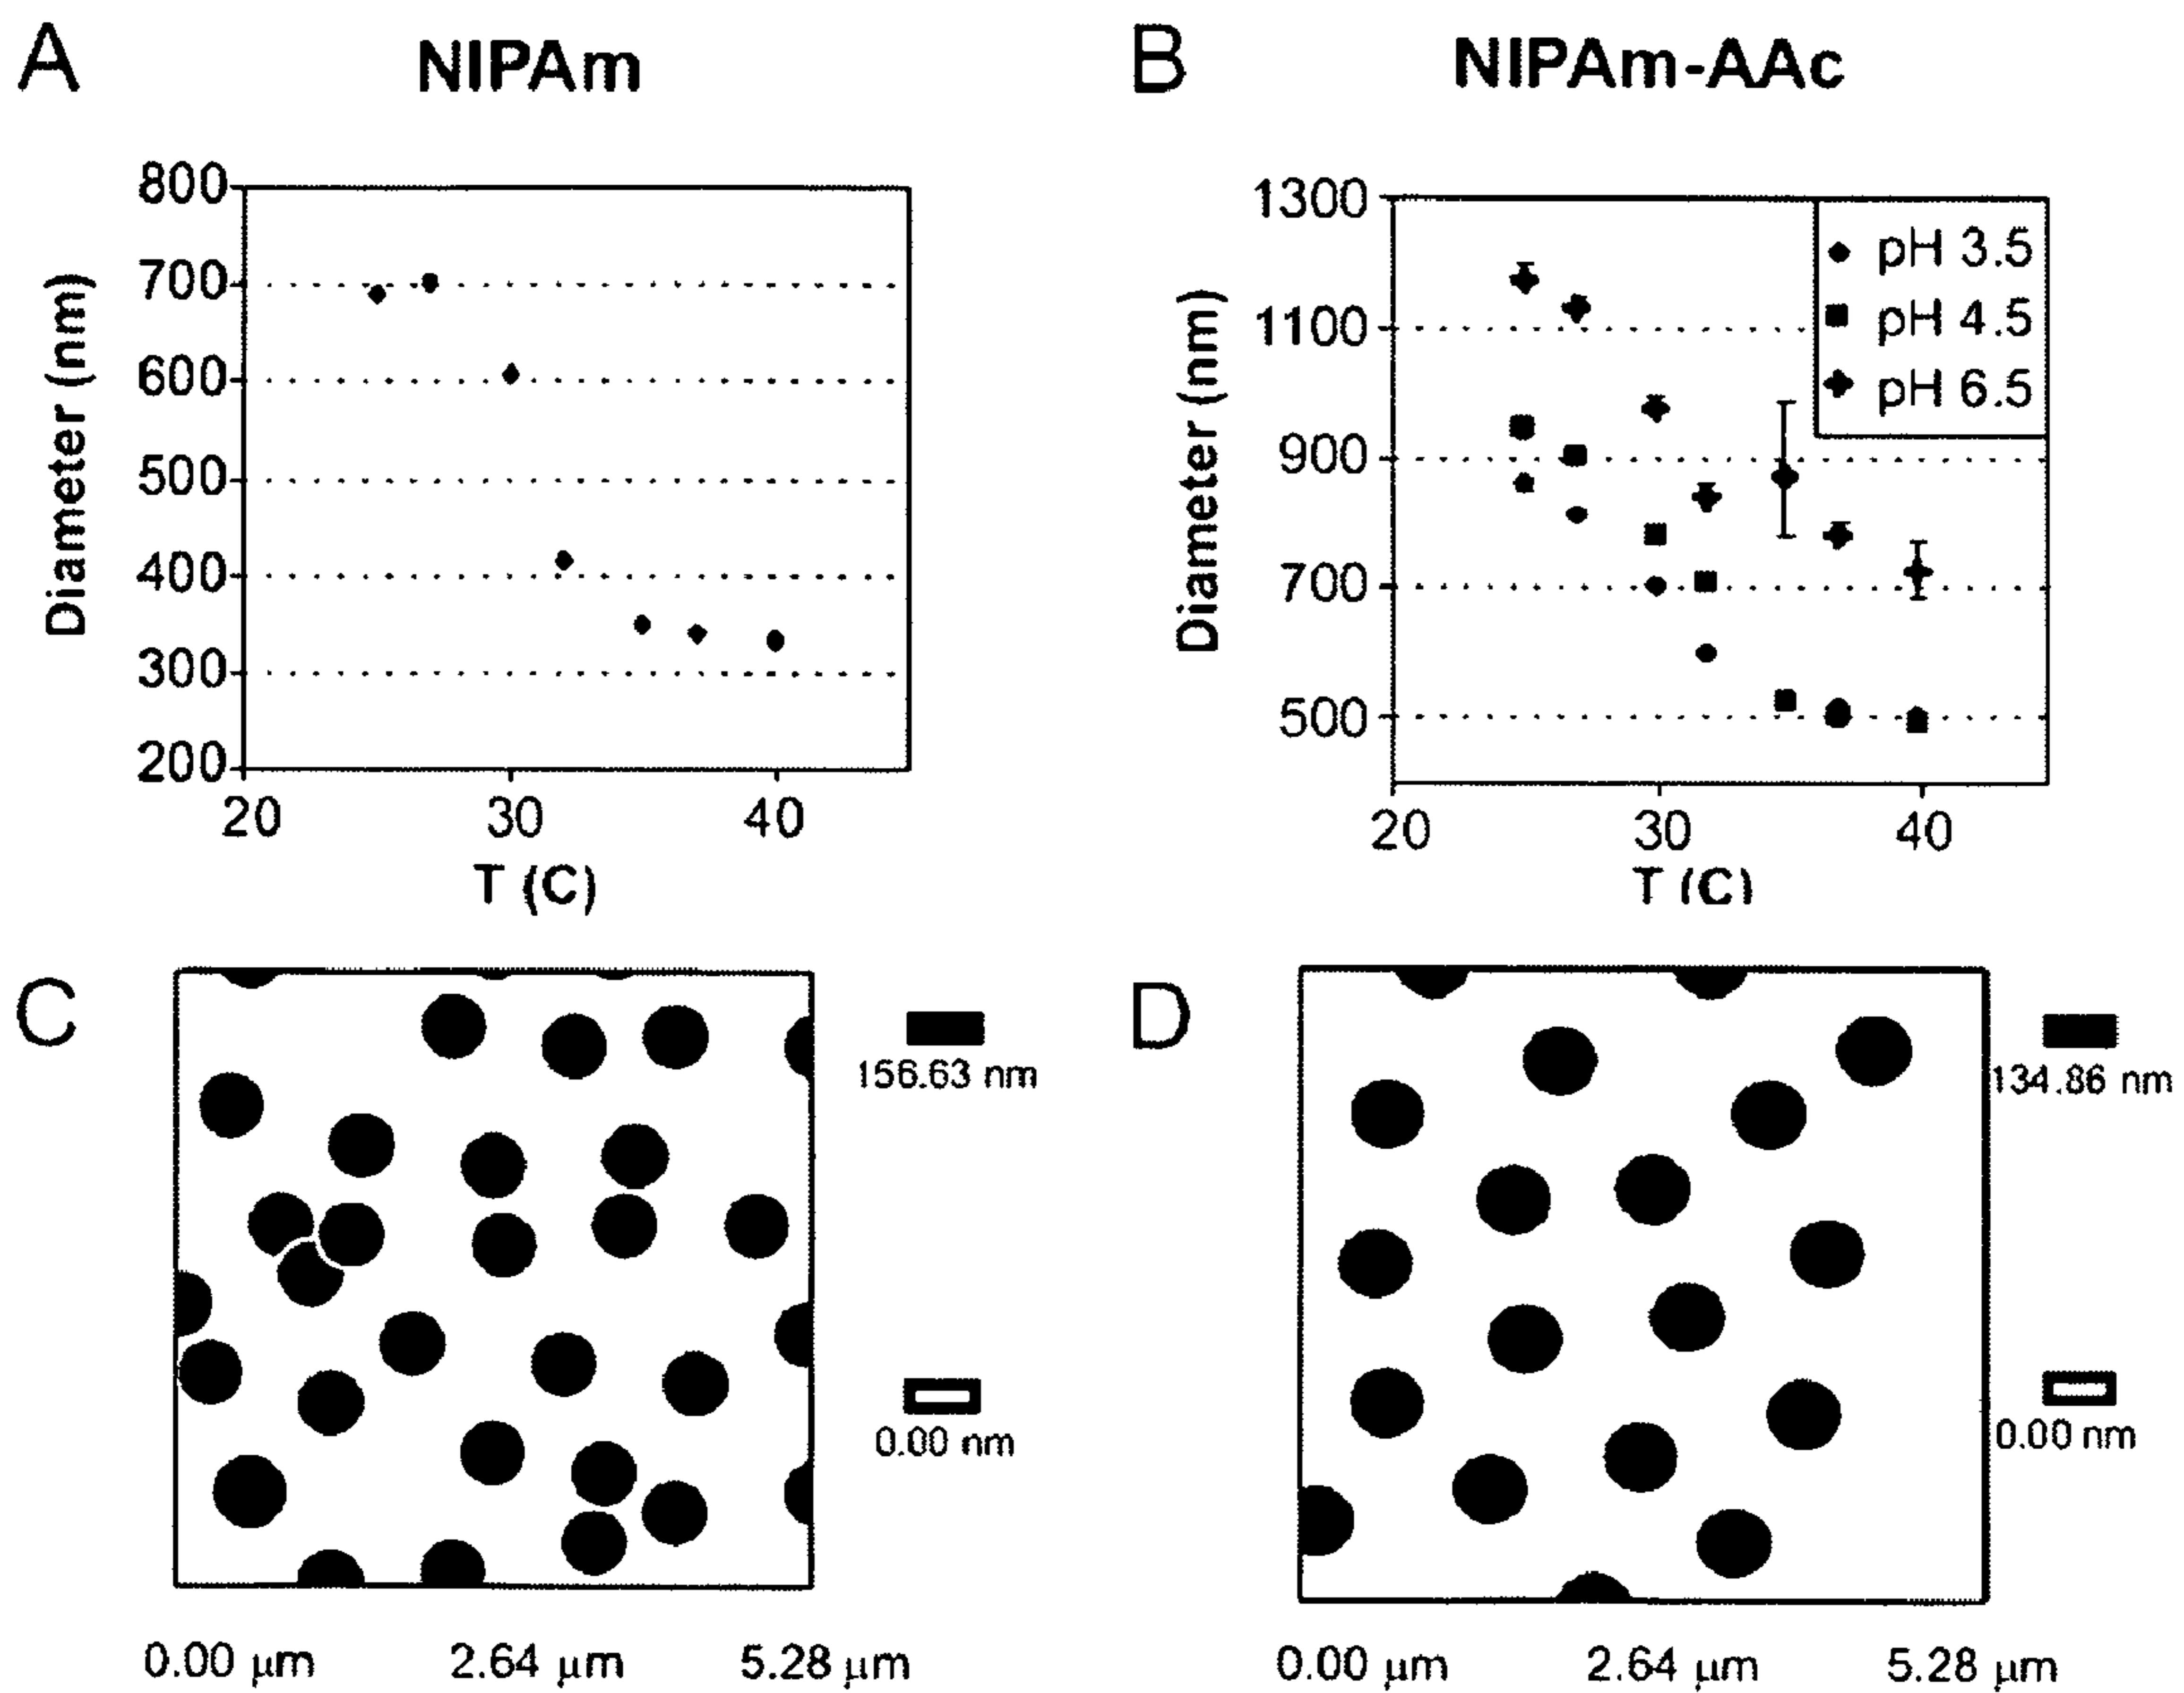 A
NIPAm
800
700
600
500
400
300
200
Diameter (nm)
20 30 40
T (C)
B
NIPAm-AAc
1300
1100
900
700
500
Diameter (nm)
pH 3.5
pH 4.5
pH 6.5
20 30 40
T (C)
C
156.63 nm
0.00 nm
0.00 µm 2.64 µm 5.28 µm
D
134.86 nm
0.00 nm
0.00 µm 2.64 µm 5.28 µm